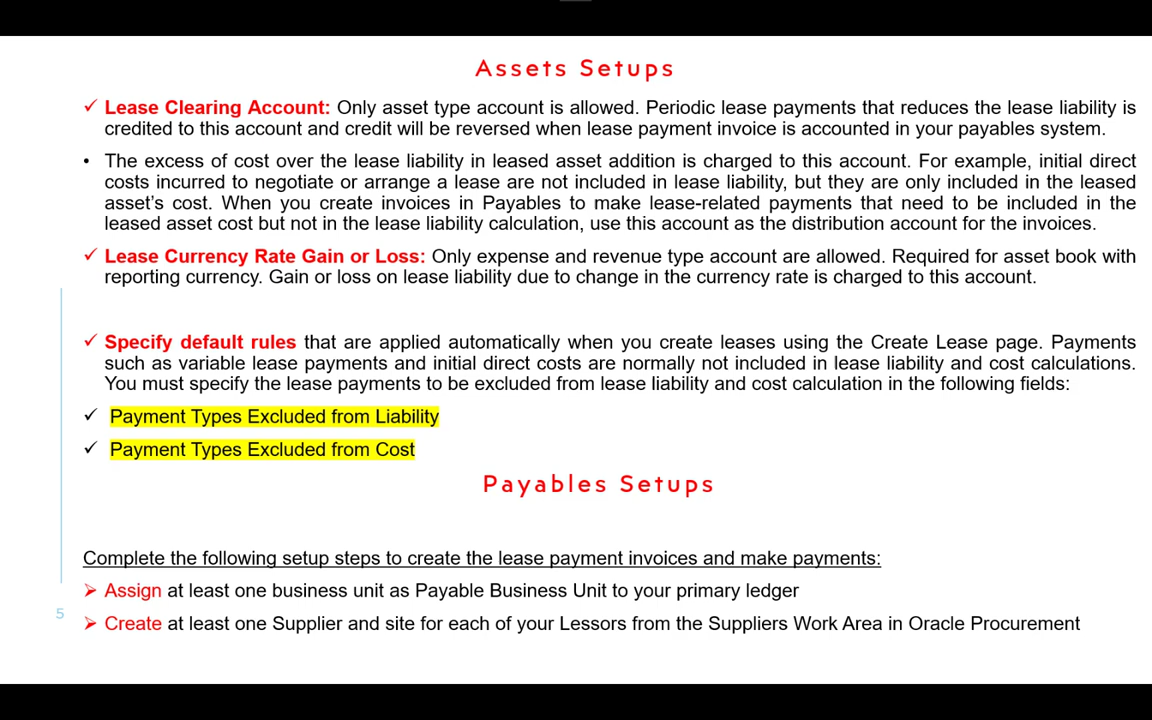 Assets Setups
✓ Lease Clearing Account: Only asset type account is allowed. Periodic lease payments that reduces the lease liability is
credited to this account and credit will be reversed when lease payment invoice is accounted in your payables system.
• The excess of cost over the lease liability in leased asset addition is charged to this account. For example, initial direct
costs incurred to negotiate or arrange a lease are not included in lease liability, but they are only included in the leased
asset's cost. When you create invoices in Payables to make lease-related payments that need to be included in the
leased asset cost but not in the lease liability calculation, use this account as the distribution account for the invoices.
✓ Lease Currency Rate Gain or Loss: Only expense and revenue type account are allowed. Required for asset book with
reporting currency. Gain or loss on lease liability due to change in the currency rate is charged to this account.
✓ Specify default rules that are applied automatically when you create leases using the Create Lease page. Payments
such as variable lease payments and initial direct costs are normally not included in lease liability and cost calculations.
You must specify the lease payments to be excluded from lease liability and cost calculation in the following fields:
✓ Payment Types Excluded from Liability
✓ Payment Types Excluded from Cost
Payables Setups
Complete the following setup steps to create the lease payment invoices and make payments:
➢ Assign at least one business unit as Payable Business Unit to your primary ledger
5
➢ Create at least one Supplier and site for each of your Lessors from the Suppliers Work Area in Oracle Procurement